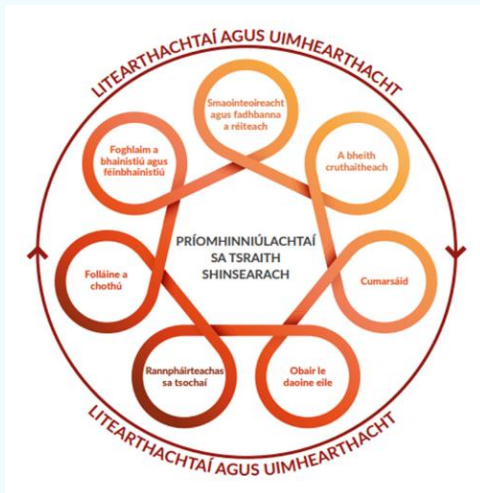 LITEARTHACHTAÍ AGUS UIMHEARTHACHT
Smaointeoireacht
agus fadhbanna
a réiteach
Foghlaim a
bhainistiú agus
féinbhainistiú
A bheith
cruthaitheach
PRÍOMHINNIÚLACHTAÍ
SA TSRAITH
SHINSEARACH
Folláine a
chothú
Cumarsáid
Rannpháirteachas
sa tsochaí
Obair le
daoine eile
LITEARTHACHTAÍ AGUS UIMHEARTHACHT